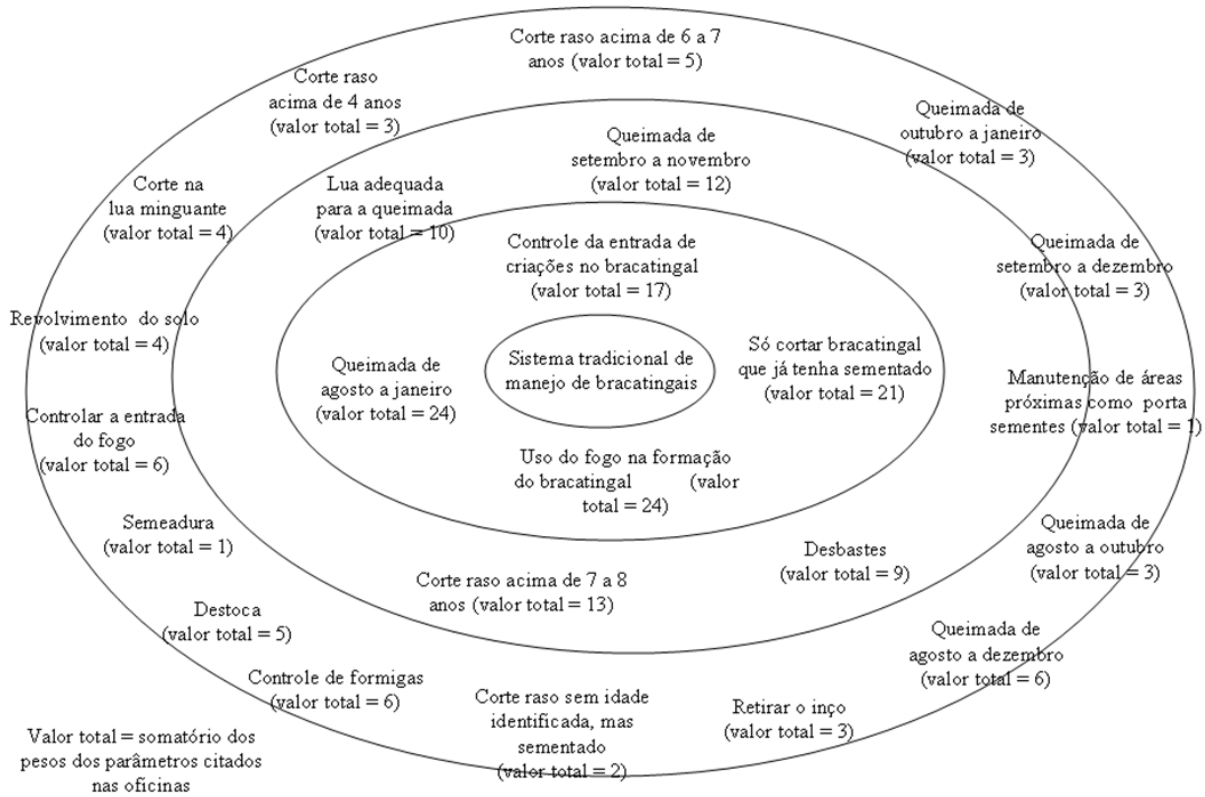 Corte raso acima de 6 a 7
anos (valor total = 5)
Corte raso
acima de 4 anos
(valor total = 3)
Queimada de
outubro a janeiro
(valor total = 3)
Queimada de
setembro a novembro
(valor total = 12)
Corte na
lua minguante
(valor total = 4)
Lua adequada
para a queimada
(valor total = 10)
Controle da entrada de
criações no bracatingal
(valor total = 17)
Queimada de
setembro a dezembro
(valor total = 3)
Revolvimento do solo
(valor total = 4)
Queimada de
agosto a janeiro
(valor total = 24)
Sistema tradicional de
manejo de bracatingais
Só cortar bracatingal
que já tenha sementado
(valor total = 21)
Manutenção de áreas
próximas como porta
sementes (valor total = 1)
Controlar a entrada
do fogo
(valor total = 6)
Uso do fogo na formação
do bracatingal (valor
total = 24)
Semeadura
(valor total = 1)
Queimada de
agosto a outubro
(valor total = 3)
Corte raso acima de 7 a 8
anos (valor total = 13)
Desbastes
(valor total = 9)
Destoca
(valor total = 5)
Queimada de
agosto a dezembro
(valor total = 6)
Controle de formigas
(valor total = 6)
Corte raso sem idade
identificada, mas
sementado
(valor total = 2)
Retirar o inço
(valor total = 3)
Valor total = somatório dos
pesos dos parâmetros citados
nas oficinas